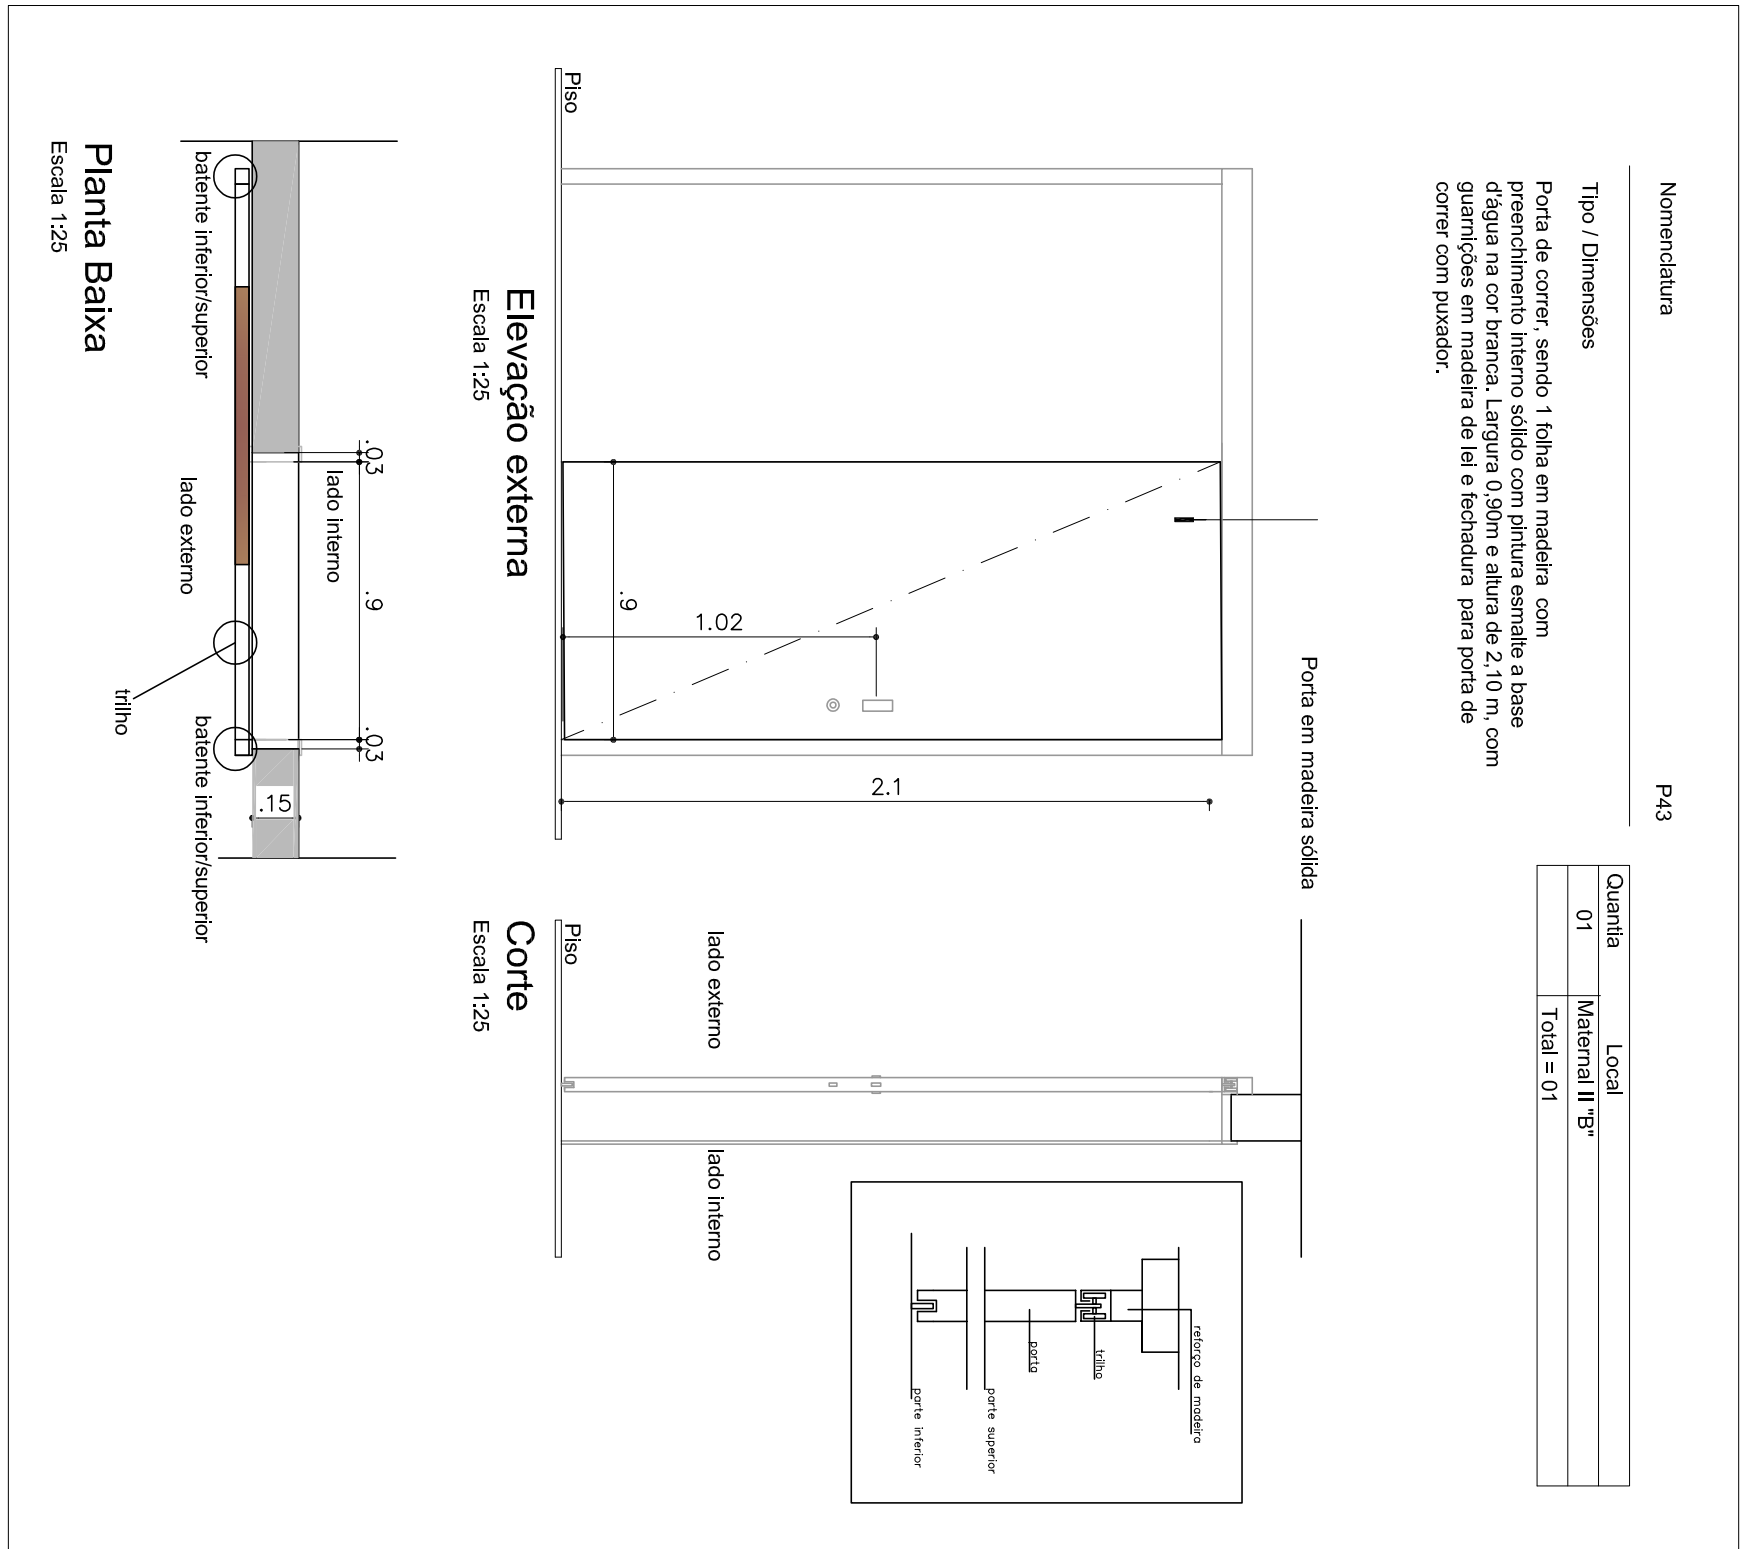 Nomenclatura P43
Tipo / Dimensões
Porta de correr, sendo 1 folha em madeira com
preenchimento interno sólido com pintura esmalte a base
d'água na cor branca. Largura 0,90m e altura de 2,10 m, com
guarnições em madeira de lei e fechadura para porta de
correr com puxador.
Quantia Local
01 Maternal II "B"
Total = 01
Porta em madeira sólida
2.1
1.02
.9
Piso
Elevação externa
Escala 1:25
reforço de madeira
trilho
porta
parte superior
parte inferior
lado externo
lado interno
Piso
Corte
Escala 1:25
.03
.9
.03
lado interno
.15
batente inferior/superior
lado externo
batente inferior/superior
trilho
Planta Baixa
Escala 1:25